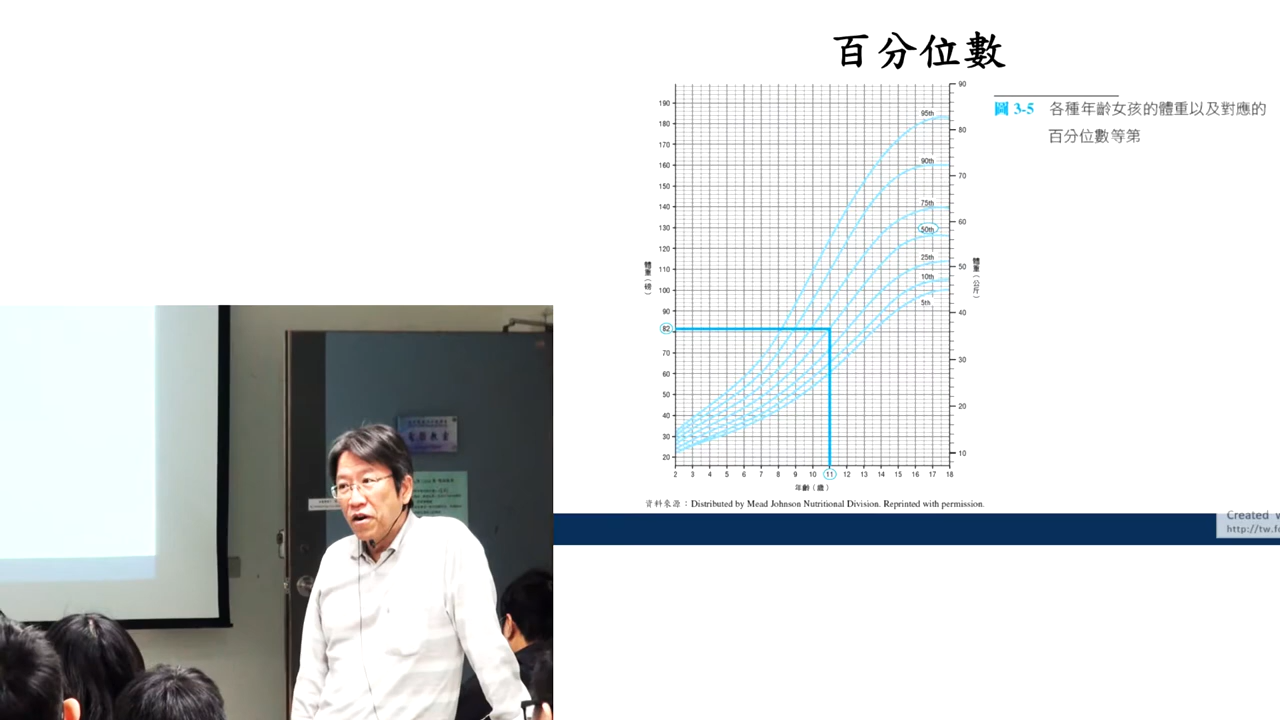 百分位數
圖 3-5 各種年齡女孩的體重以及對應的
百分位數等第
190
180
170
160
150
140
130
120
110
100
90
82
70
60
50
40
30
20
體重（磅）
95th
90th
75th
50th
25th
10th
5th
90
80
70
60
50
40
30
20
10
體重（公斤）
2 3 4 5 6 7 8 9 10 11 12 13 14 15 16 17 18
年齡（歲）
資料來源：Distributed by Mead Johnson Nutritional Division. Reprinted with permission.
Created
http://tw.fo